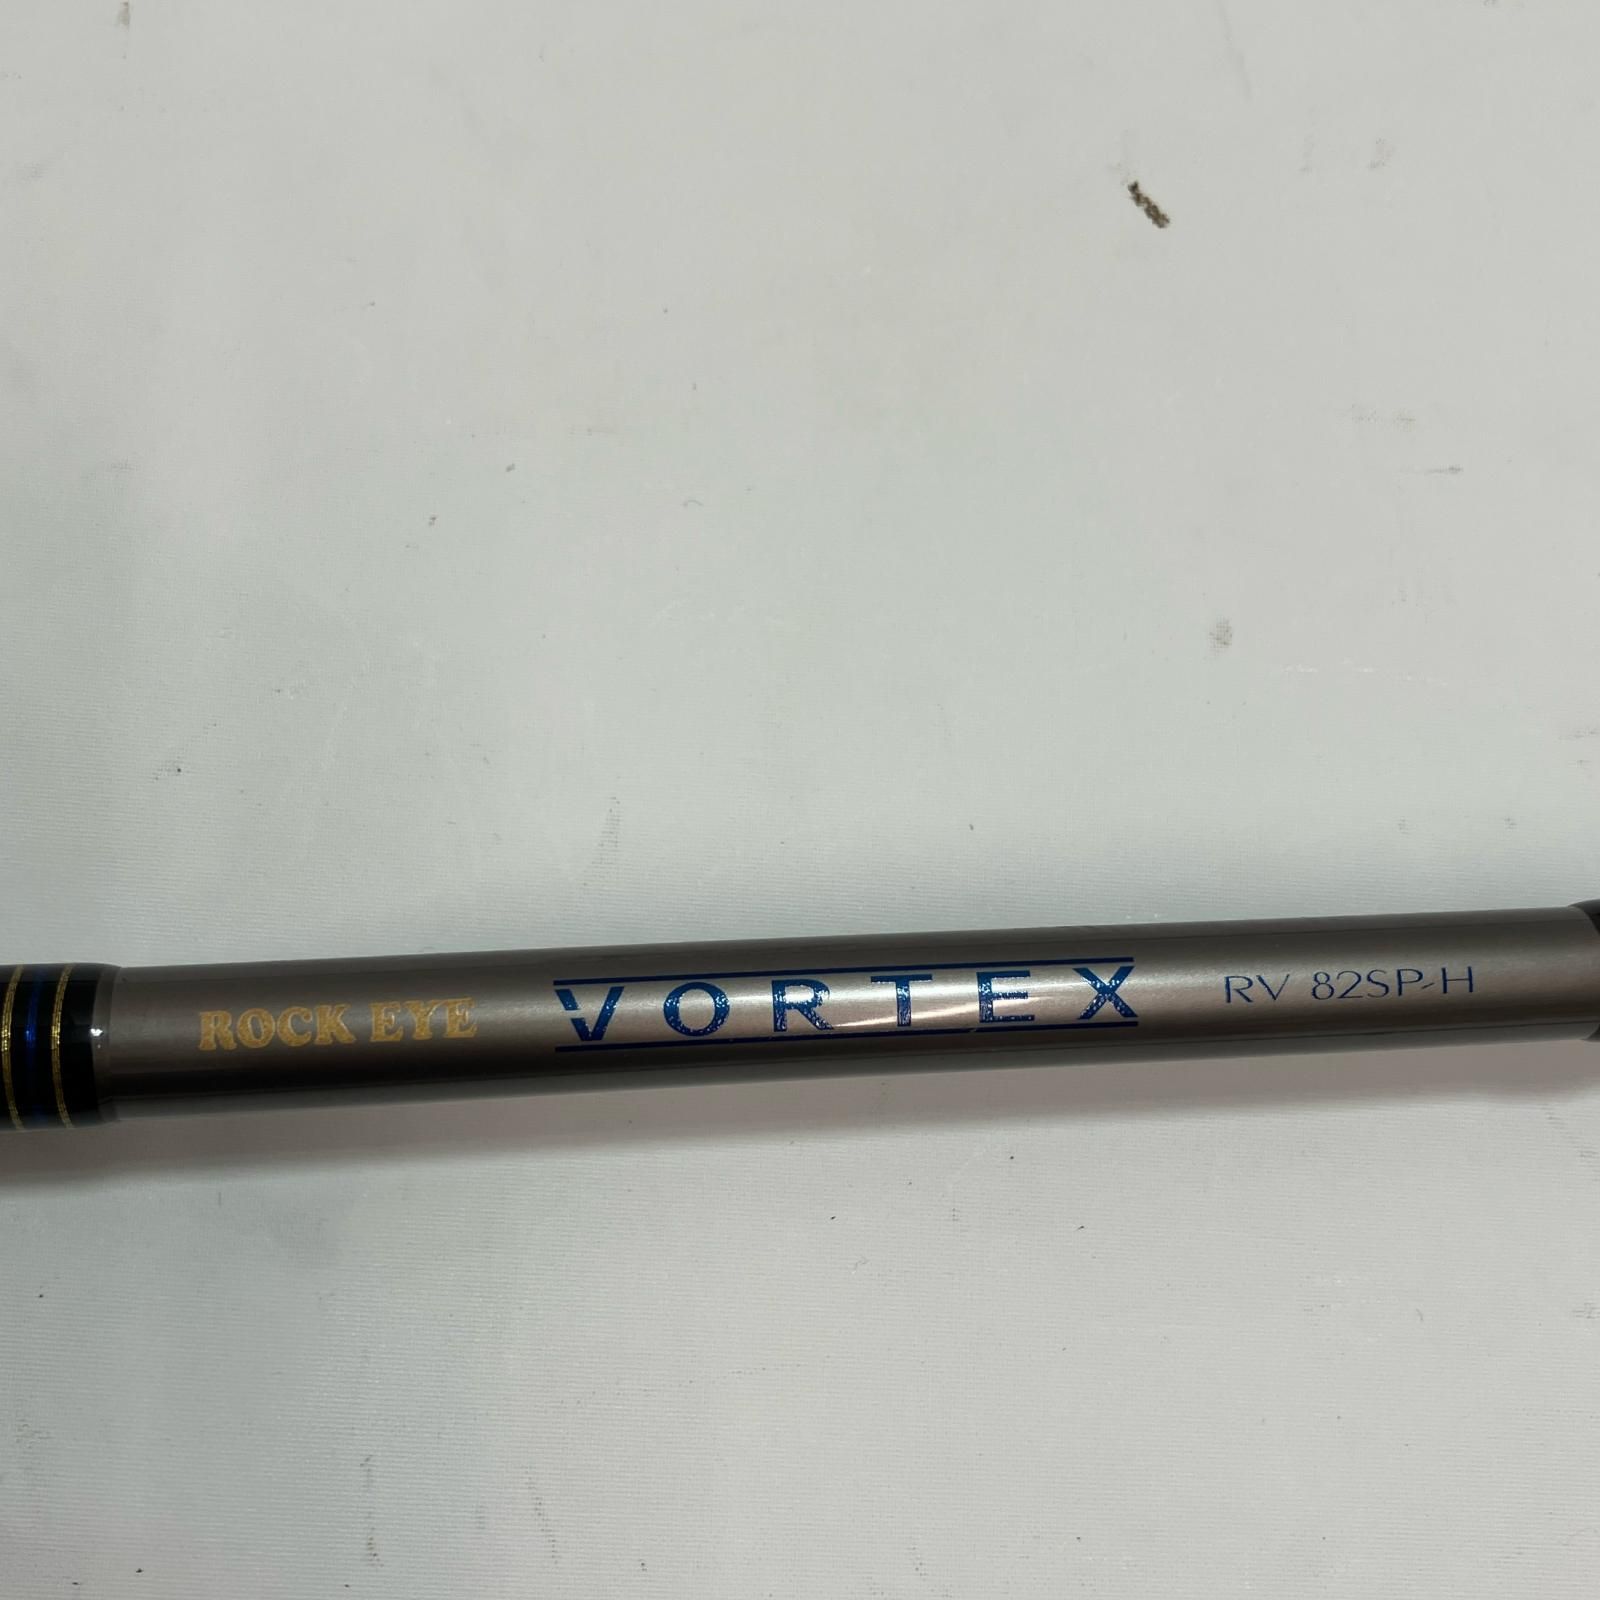 ROCK EYE VORTEX RV 82SP-H